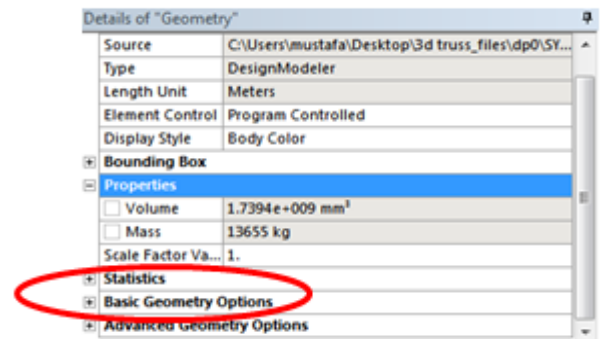 Details of "Geometry"
Source C:\Users\mustafa\Desktop\3d truss_files\dp0\SY...
Type DesignModeler
Length Unit Meters
Element Control Program Controlled
Display Style Body Color
Bounding Box
Properties
Volume 1.7394e+009 mm³
Mass 13655 kg
Scale Factor Va... 1.
Statistics
Basic Geometry Options
Advanced Geometry Options